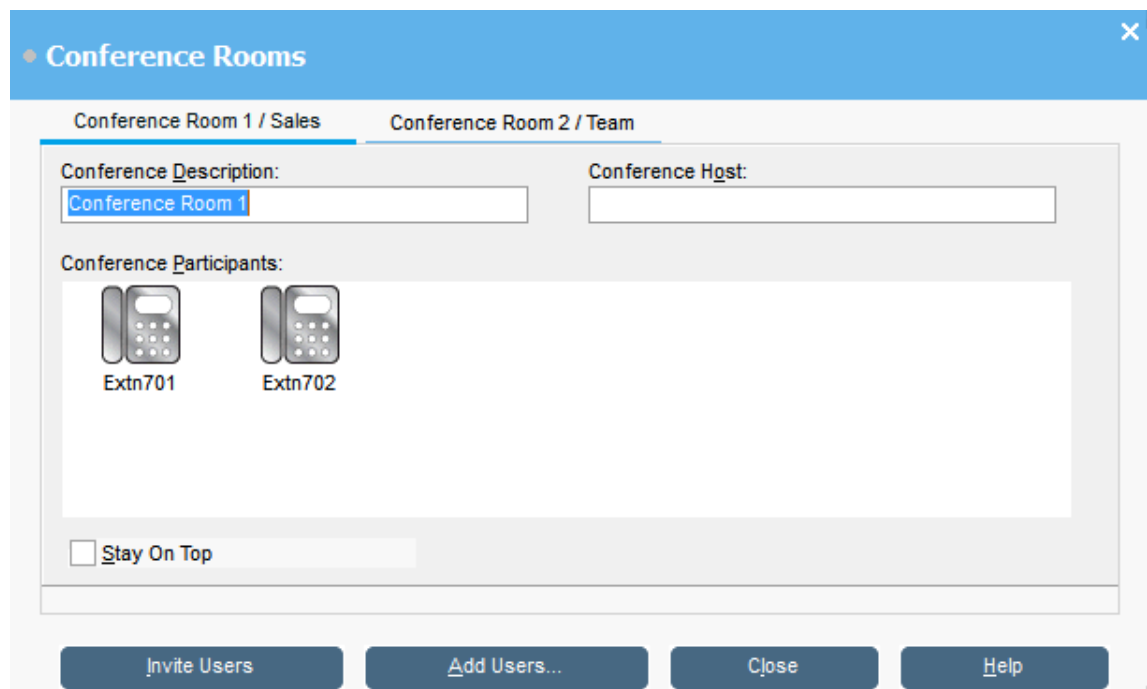 Conference Rooms
Conference Room 1 / Sales Conference Room 2 / Team
Conference Description: Conference Host:
Conference Room 1
Conference Participants:
Extn701 Extn702
Stay On Top
Invite Users Add Users... Close Help